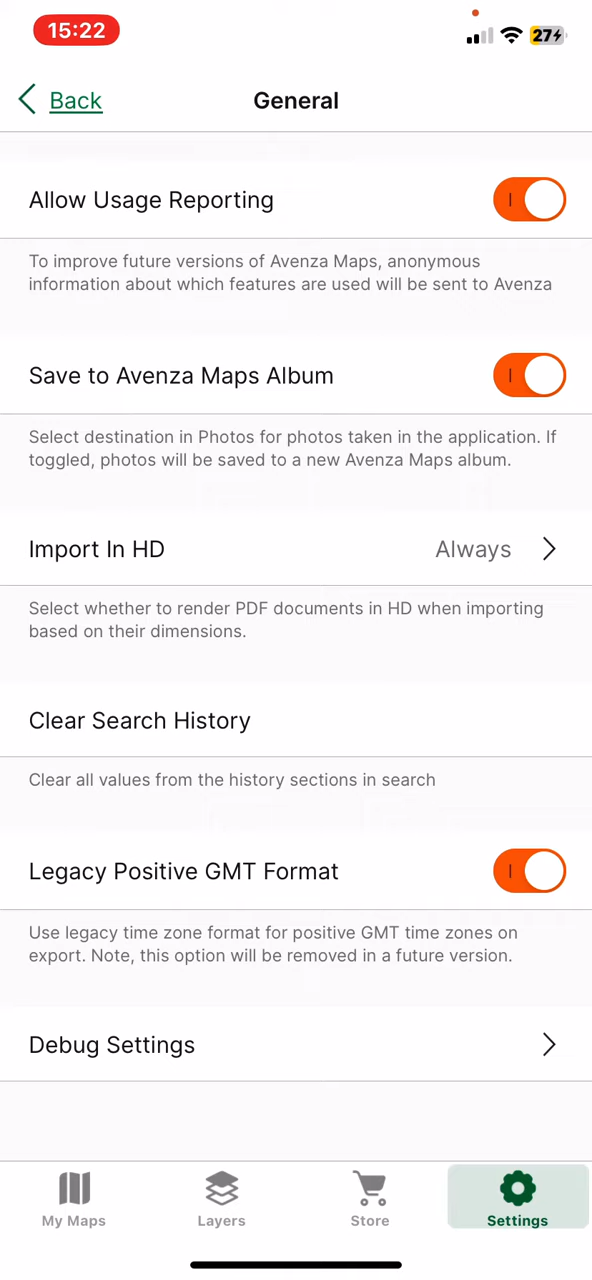 15:22
27
Back
General
Allow Usage Reporting
To improve future versions of Avenza Maps, anonymous
information about which features are used will be sent to Avenza
Save to Avenza Maps Album
Select destination in Photos for photos taken in the application. If
toggled, photos will be saved to a new Avenza Maps album.
Import In HD Always
Select whether to render PDF documents in HD when importing
based on their dimensions.
Clear Search History
Clear all values from the history sections in search
Legacy Positive GMT Format
Use legacy time zone format for positive GMT time zones on
export. Note, this option will be removed in a future version.
Debug Settings
My Maps Layers Store Settings